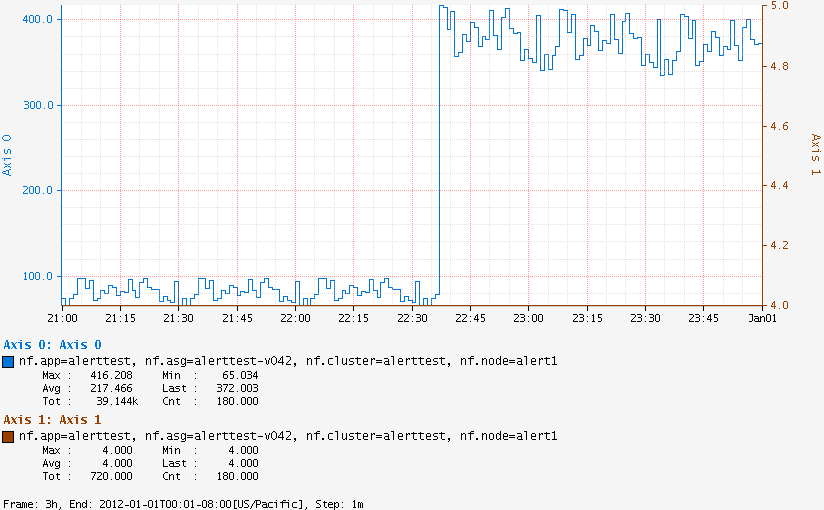 400.0
300.0
200.0
100.0
Axis 0
5.0
4.8
4.6
4.4
4.2
4.0
Axis 1
21:00 21:15 21:30 21:45 22:00 22:15 22:30 22:45 23:00 23:15 23:30 23:45 Jan01
Axis 0: Axis 0
nf.app=alerttest, nf.asg=alerttest-v042, nf.cluster=alerttest, nf.node=alert1
Max : 416.208 Min : 65.034
Avg : 217.466 Last : 372.003
Tot : 39.144k Cnt : 180.000
Axis 1: Axis 1
nf.app=alerttest, nf.asg=alerttest-v042, nf.cluster=alerttest, nf.node=alert1
Max : 4.000 Min : 4.000
Avg : 4.000 Last : 4.000
Tot : 720.000 Cnt : 180.000
Frame: 3h, End: 2012-01-01T00:01-08:00[US/Pacific], Step: 1m